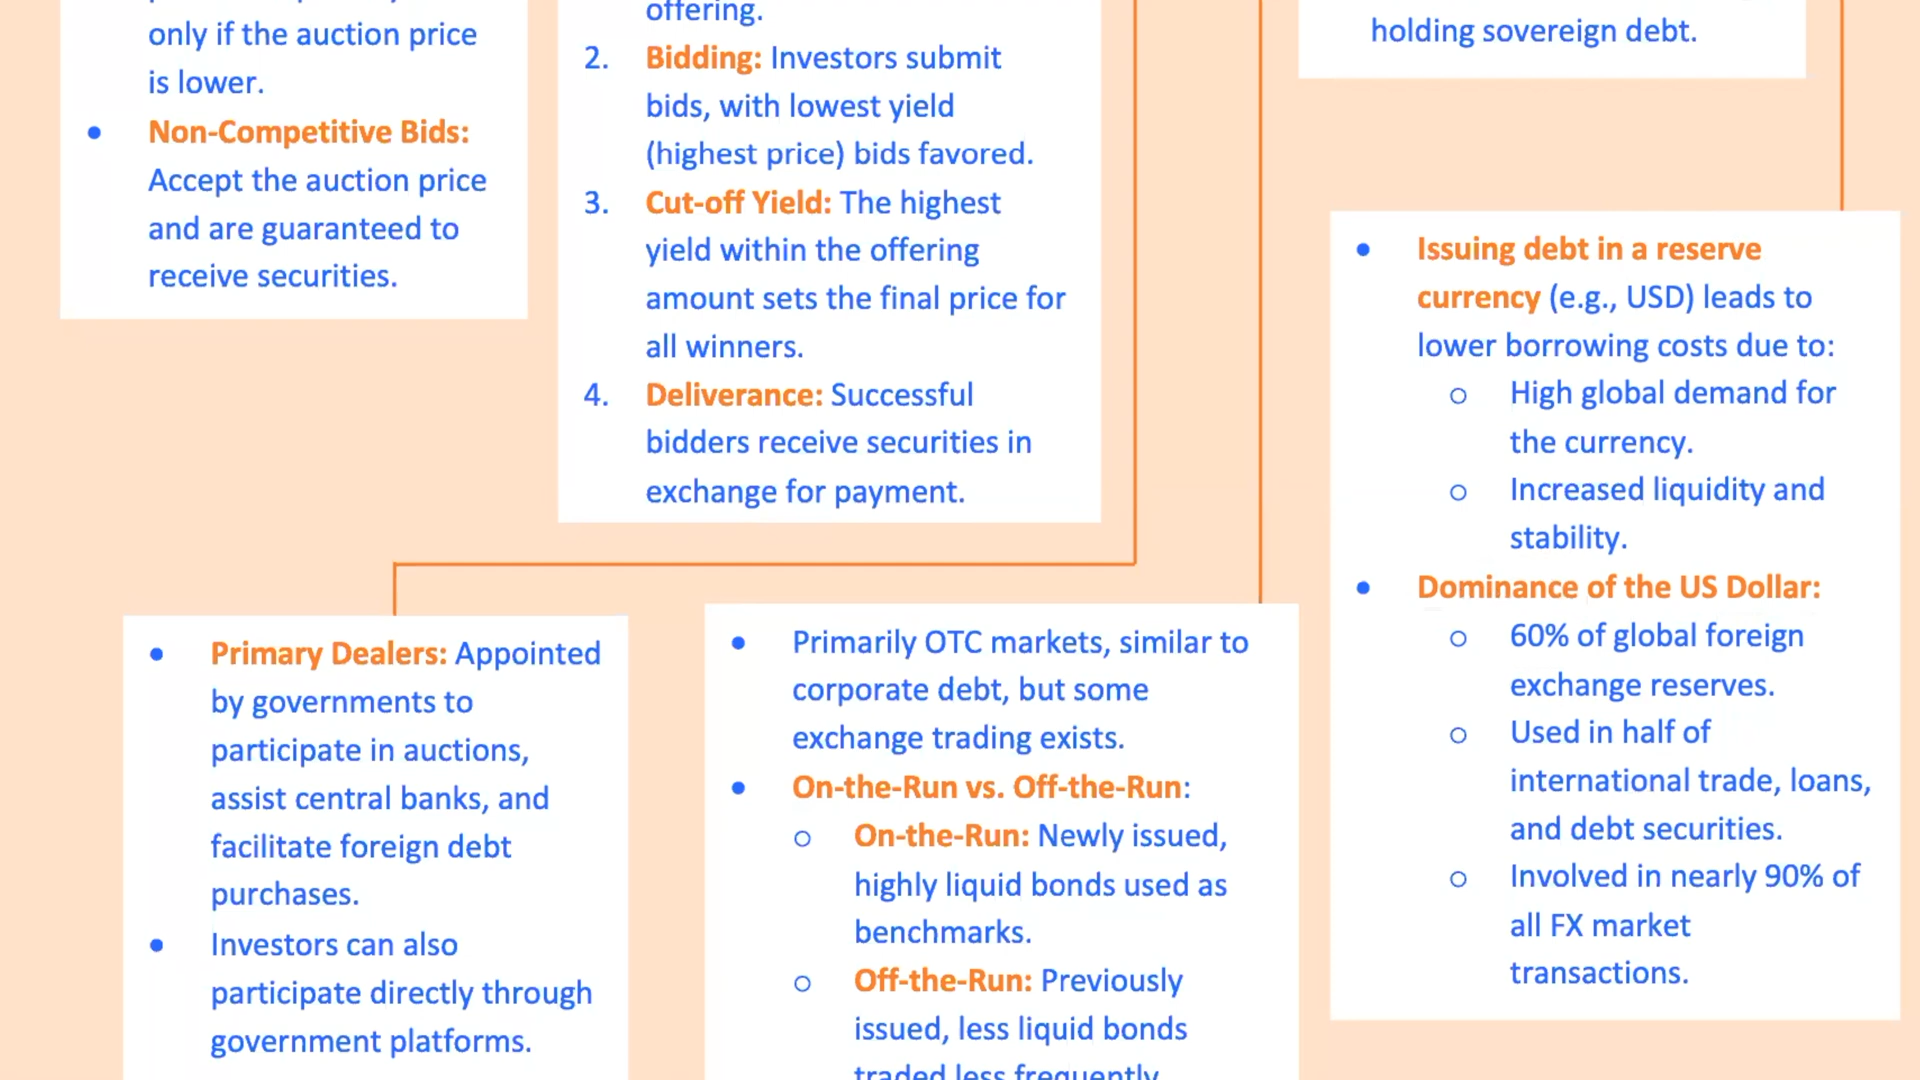 only if the auction price
is lower.
• Non-Competitive Bids:
Accept the auction price
and are guaranteed to
receive securities.
offering.
2. Bidding: Investors submit
bids, with lowest yield
(highest price) bids favored.
3. Cut-off Yield: The highest
yield within the offering
amount sets the final price for
all winners.
4. Deliverance: Successful
bidders receive securities in
exchange for payment.
holding sovereign debt.
• Issuing debt in a reserve
currency (e.g., USD) leads to
lower borrowing costs due to:
o High global demand for
the currency.
o Increased liquidity and
stability.
• Dominance of the US Dollar:
o 60% of global foreign
exchange reserves.
o Used in half of
international trade, loans,
and debt securities.
o Involved in nearly 90% of
all FX market
transactions.
• Primary Dealers: Appointed
by governments to
participate in auctions,
assist central banks, and
facilitate foreign debt
purchases.
• Investors can also
participate directly through
government platforms.
• Primarily OTC markets, similar to
corporate debt, but some
exchange trading exists.
• On-the-Run vs. Off-the-Run:
o On-the-Run: Newly issued,
highly liquid bonds used as
benchmarks.
o Off-the-Run: Previously
issued, less liquid bonds
traded less frequently